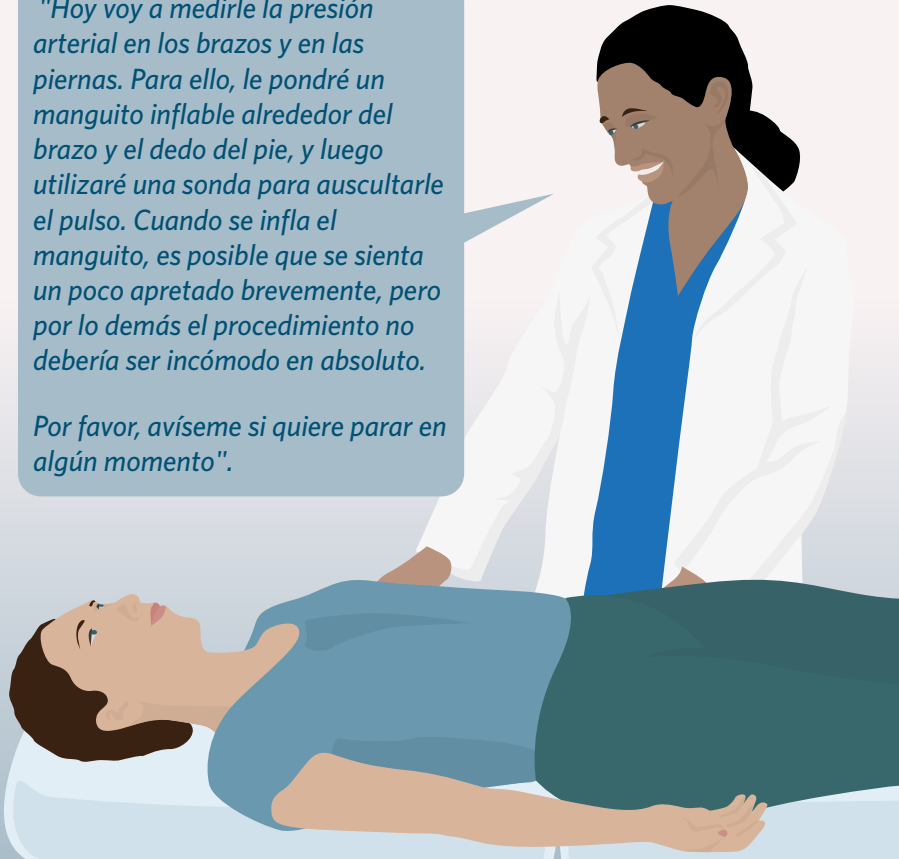 "Hoy voy a medirle la presión
arterial en los brazos y en las
piernas. Para ello, le pondré un
manguito inflable alrededor del
brazo y el dedo del pie, y luego
utilizaré una sonda para auscultarle
el pulso. Cuando se infla el
manguito, es posible que se sienta
un poco apretado brevemente, pero
por lo demás el procedimiento no
debería ser incómodo en absoluto.
Por favor, avíseme si quiere parar en
algún momento".